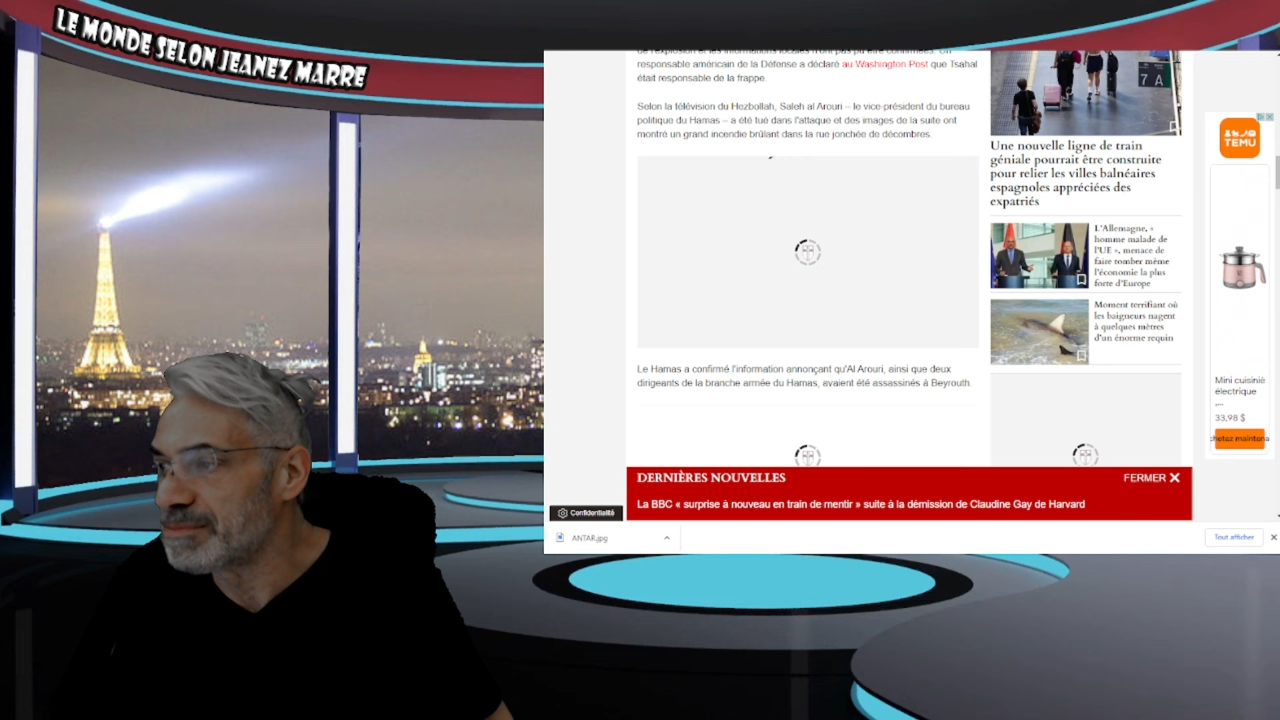 LE MONDE SELON JEANEZ MARRE
responsable américain de la Défense a déclaré au Washington Post que Tsahal
était responsable de la frappe.
Selon la télévision du Hezbollah, Saleh al Arouri – le vice-président du bureau
politique du Hamas – a été tué dans l'attaque et des images de la suite ont
montré un grand incendie brûlant dans la rue jonchée de décombres.
Le Hamas a confirmé l'information annonçant qu'Al Arouri, ainsi que deux
dirigeants de la branche armée du Hamas, avaient été assassinés à Beyrouth.
7 A
Une nouvelle ligne de train
géniale pourrait être construite
pour relier les villes balnéaires
espagnoles appréciées des
expatriés
L'Allemagne, «
homme malade de
l'UE », menace de
faire tomber même
l'économie la plus
forte d'Europe
Moment terrifiant où
les baigneurs nagent
à quelques mètres
d'un énorme requin
TEMU
Mini cuisiniè
électrique
,...
33,98 $
chetez maintena
DERNIÈRES NOUVELLES
FERMER
La BBC « surprise à nouveau en train de mentir » suite à la démission de Claudine Gay de Harvard
Confidentialité
ANTAR.jpg
Tout afficher